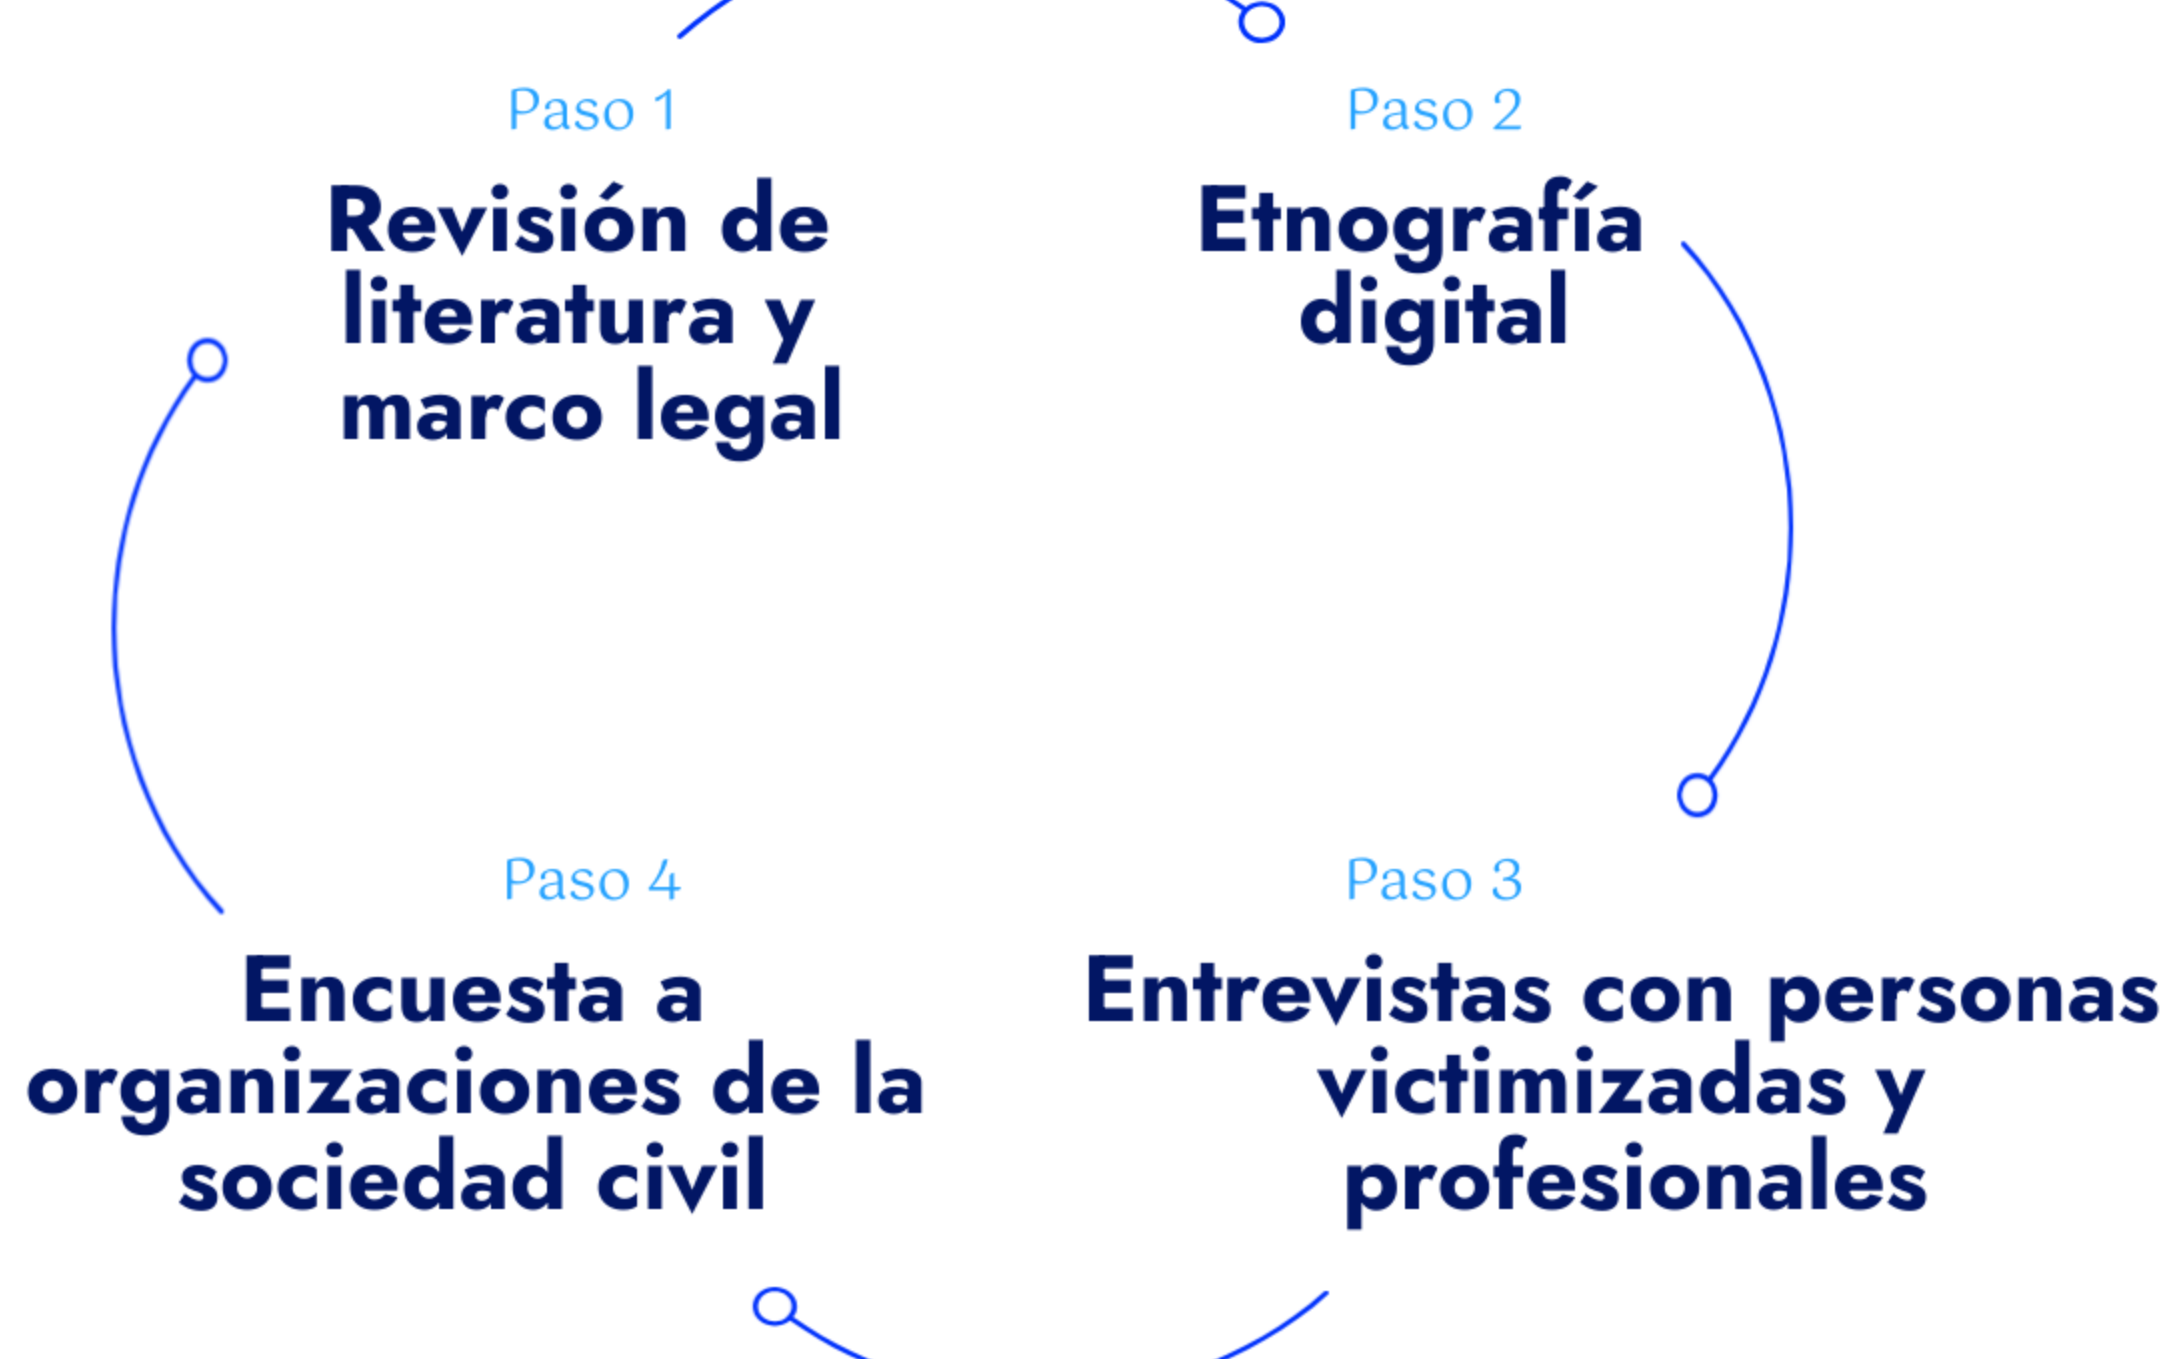 Paso 1
Revisión de
literatura y
marco legal
Paso 2
Etnografía
digital
Paso 3
Entrevistas con personas
victimizadas y
profesionales
Paso 4
Encuesta a
organizaciones de la
sociedad civil